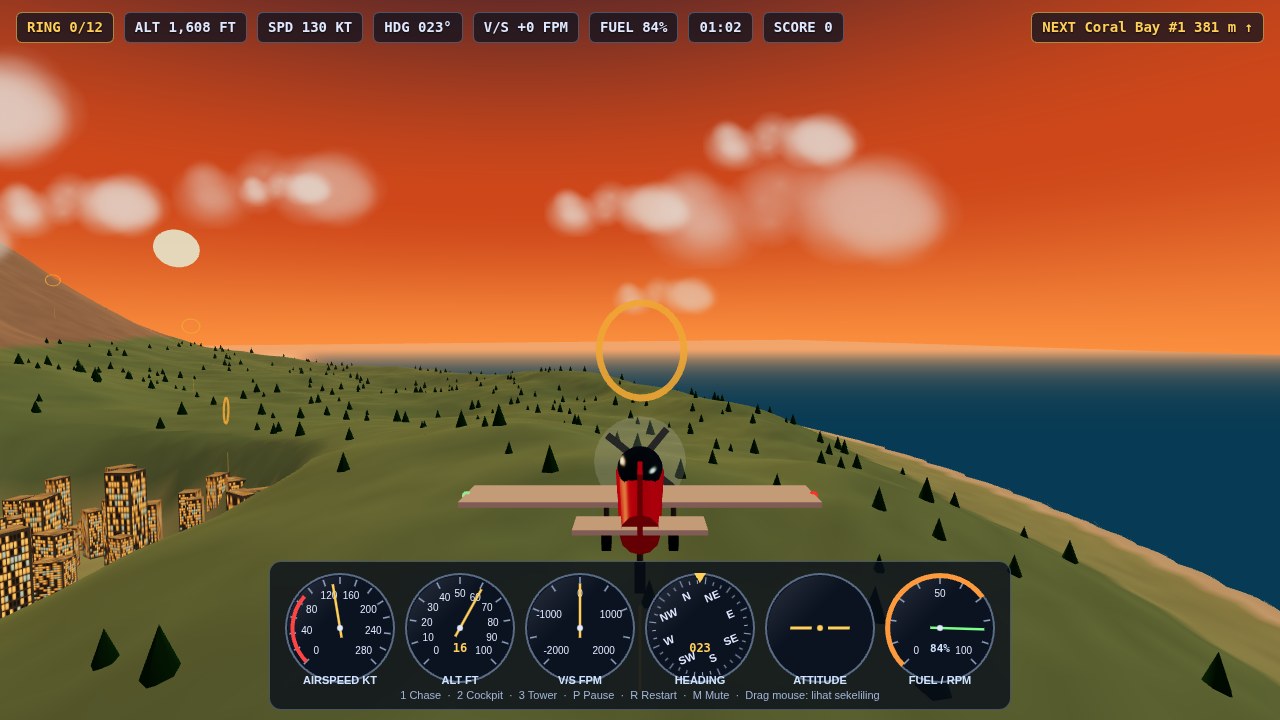 RING 0/12 ALT 1,608 FT SPD 130 KT HDG 023° V/S +0 FPM FUEL 84% 01:02 SCORE 0 NEXT Coral Bay #1 381 m ↑
0 40 80 120 160 200 240 280
AIRSPEED KT
0 10 20 30 40 50 60 70 80 90 100
16
ALT FT
-2000 -1000 0 1000 2000
V/S FPM
N NE E SE S SW W NW
023
HEADING
ATTITUDE
0 50 100
84%
FUEL / RPM
1 Chase · 2 Cockpit · 3 Tower · P Pause · R Restart · M Mute · Drag mouse: lihat sekeliling